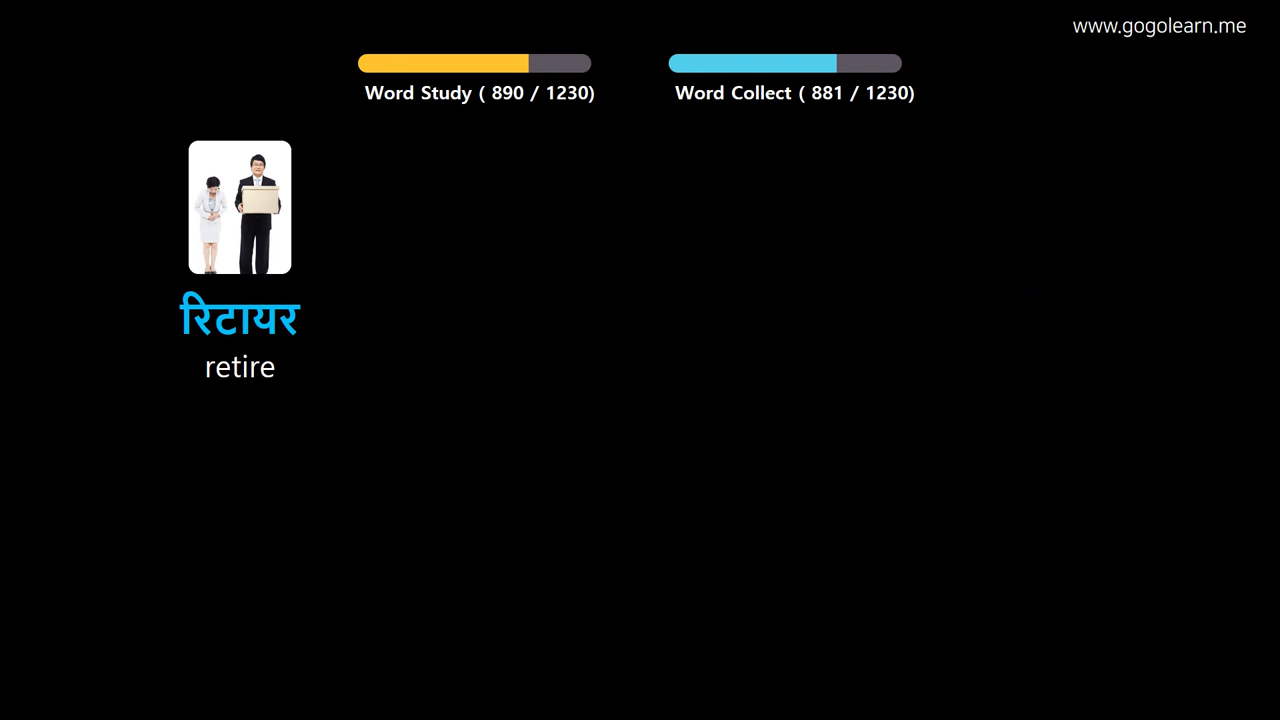 www.gogolearn.me
Word Study ( 890 / 1230)
Word Collect ( 881 / 1230)
रिटायर
retire